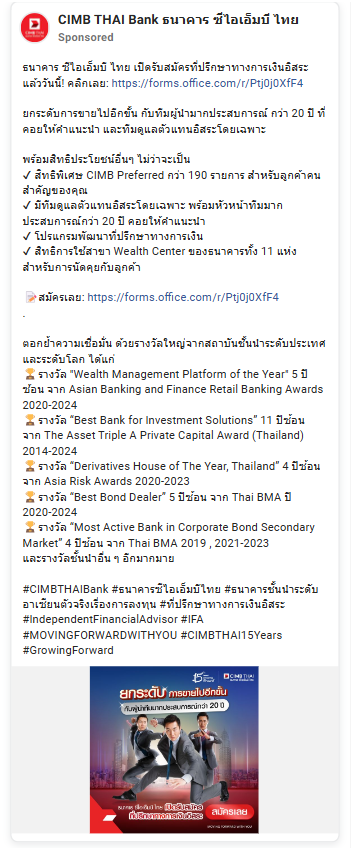 CIMB THAI Bank ธนาคาร ซีไอเอ็มบี ไทย
Sponsored
ธนาคาร ซีไอเอ็มบี ไทย เปิดรับสมัครที่ปรึกษาทางการเงินอิสระ
แล้ววันนี้! คลิกเลย: https://forms.office.com/r/Ptj0j0XfF4
ยกระดับการขายไปอีกขั้น กับทีมผู้นำมากประสบการณ์ กว่า 20 ปี ที่
คอยให้คำแนะนำ และทีมดูแลตัวแทนอิสระโดยเฉพาะ
พร้อมสิทธิประโยชน์อื่นๆ ไม่ว่าจะเป็น
✓ สิทธิพิเศษ CIMB Preferred กว่า 190 รายการ สำหรับลูกค้าคน
สำคัญของคุณ
✓ มีทีมดูแลตัวแทนอิสระโดยเฉพาะ พร้อมหัวหน้าทีมมาก
ประสบการณ์กว่า 20 ปี คอยให้คำแนะนำ
✓ โปรแกรมพัฒนาที่ปรึกษาทางการเงิน
✓ สิทธิการใช้สาขา Wealth Center ของธนาคารทั้ง 11 แห่ง
สำหรับการนัดคุยกับลูกค้า
📝สมัครเลย: https://forms.office.com/r/Ptj0j0XfF4
.
ตอกย้ำความเชื่อมั่น ด้วยรางวัลใหญ่จากสถาบันชั้นนำระดับประเทศ
และระดับโลก ได้แก่
🏆รางวัล "Wealth Management Platform of the Year" 5 ปี
ซ้อน จาก Asian Banking and Finance Retail Banking Awards
2020-2024
🏆รางวัล “Best Bank for Investment Solutions” 11 ปีซ้อน
จาก The Asset Triple A Private Capital Award (Thailand)
2014-2024
🏆รางวัล “Derivatives House of The Year, Thailand” 4 ปีซ้อน
จาก Asia Risk Awards 2020-2023
🏆รางวัล “Best Bond Dealer” 5 ปีซ้อน จาก Thai BMA ปี
2020-2024
🏆รางวัล “Most Active Bank in Corporate Bond Secondary
Market” 4 ปีซ้อน จาก Thai BMA 2019 , 2021-2023
และรางวัลชั้นนำอื่น ๆ อีกมากมาย
#CIMBTHAIBank #ธนาคารซีไอเอ็มบีไทย #ธนาคารชั้นนำระดับ
อาเซียนตัวจริงเรื่องการลงทุน #ที่ปรึกษาทางการเงินอิสระ
#IndependentFinancialAdvisor #IFA
#MOVINGFORWARDWITHYOU #CIMBTHAI15Years
#GrowingForward
15
CIMB THAI
ยกระดับ การขายไปอีกขั้น
กับผู้นำทีมมากประสบการณ์กว่า 20 ปี
ธนาคาร ซีไอเอ็มบี ไทย เปิดรับสมัคร
ที่ปรึกษาทางการเงินอิสระ
สมัครเลย